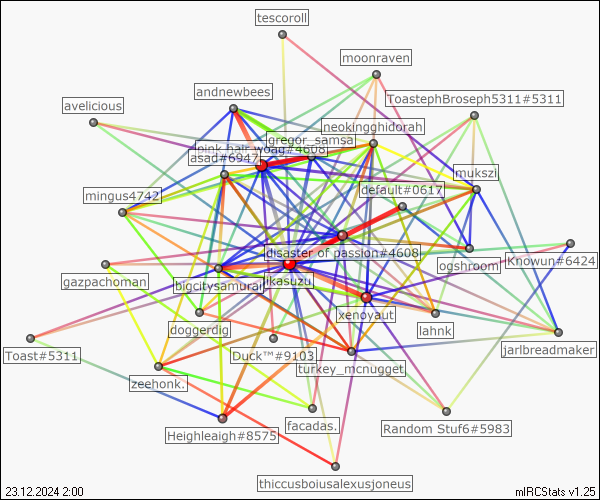 tescoroll
moonraven
andnewbees
ToastephBroseph5311#5311
avelicious
neokingghidorah
gregor_samsa
asad#6947
mukszi
default#0617
mingus4742
disaster of passion#4608
ogshroom
Knowun#6424
gazpachoman
bigcitysamurai
ikasuzu
xenoyaut
doggerdig
lahnk
Toast#5311
Duck™#9103
jarlbreadmaker
turkey_mcnugget
zeehonk.
facadas.
Heighleaigh#8575
Random Stuf6#5983
thiccusboiusalexusjoneus
23.12.2024 2:00
mIRCStats v1.25